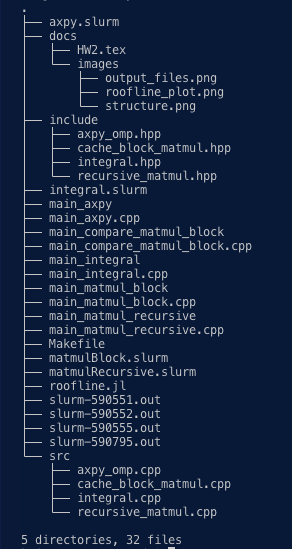 .
├── axpy.slurm
├── docs
│   ├── HW2.tex
│   └── images
│       ├── output_files.png
│       ├── roofline_plot.png
│       └── structure.png
├── include
│   ├── axpy_omp.hpp
│   ├── cache_block_matmul.hpp
│   ├── integral.hpp
│   └── recursive_matmul.hpp
├── integral.slurm
├── main_axpy
├── main_axpy.cpp
├── main_compare_matmul_block
├── main_compare_matmul_block.cpp
├── main_integral
├── main_integral.cpp
├── main_matmul_block
├── main_matmul_block.cpp
├── main_matmul_recursive
├── main_matmul_recursive.cpp
├── Makefile
├── matmulBlock.slurm
├── matmulRecursive.slurm
├── roofline.jl
├── slurm-590551.out
├── slurm-590552.out
├── slurm-590555.out
├── slurm-590795.out
└── src
    ├── axpy_omp.cpp
    ├── cache_block_matmul.cpp
    ├── integral.cpp
    └── recursive_matmul.cpp
5 directories, 32 files